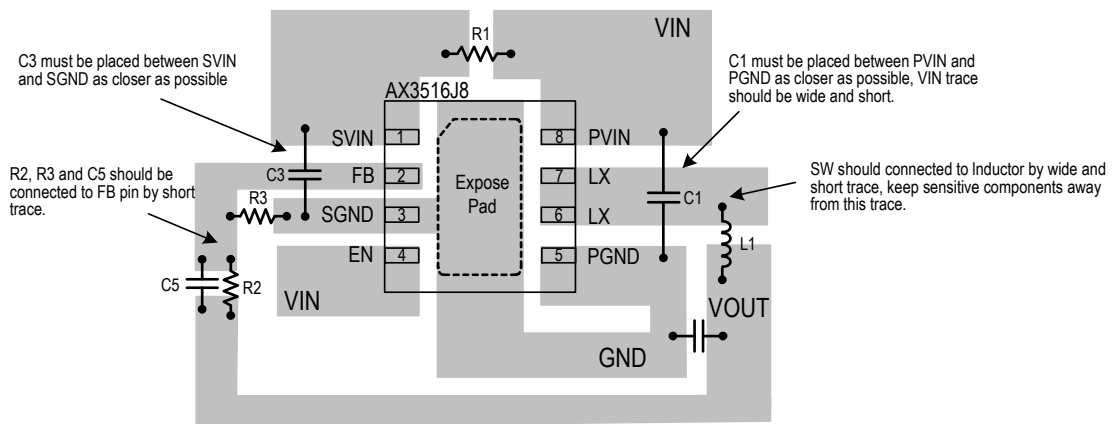 R1
VIN
C3 must be placed between SVIN
and SGND as closer as possible
C1 must be placed between PVIN and
PGND as closer as possible, VIN trace
should be wide and short.
AX3516J8
SVIN
1
8
PVIN
R2, R3 and C5 should be
connected to FB pin by short
trace.
C3
FB
2
Expose
Pad
7
LX
C1
SW should connected to Inductor by wide and
short trace, keep sensitive components away
from this trace.
R3
SGND
3
6
LX
L1
EN
4
5
PGND
C5
R2
VIN
VOUT
GND